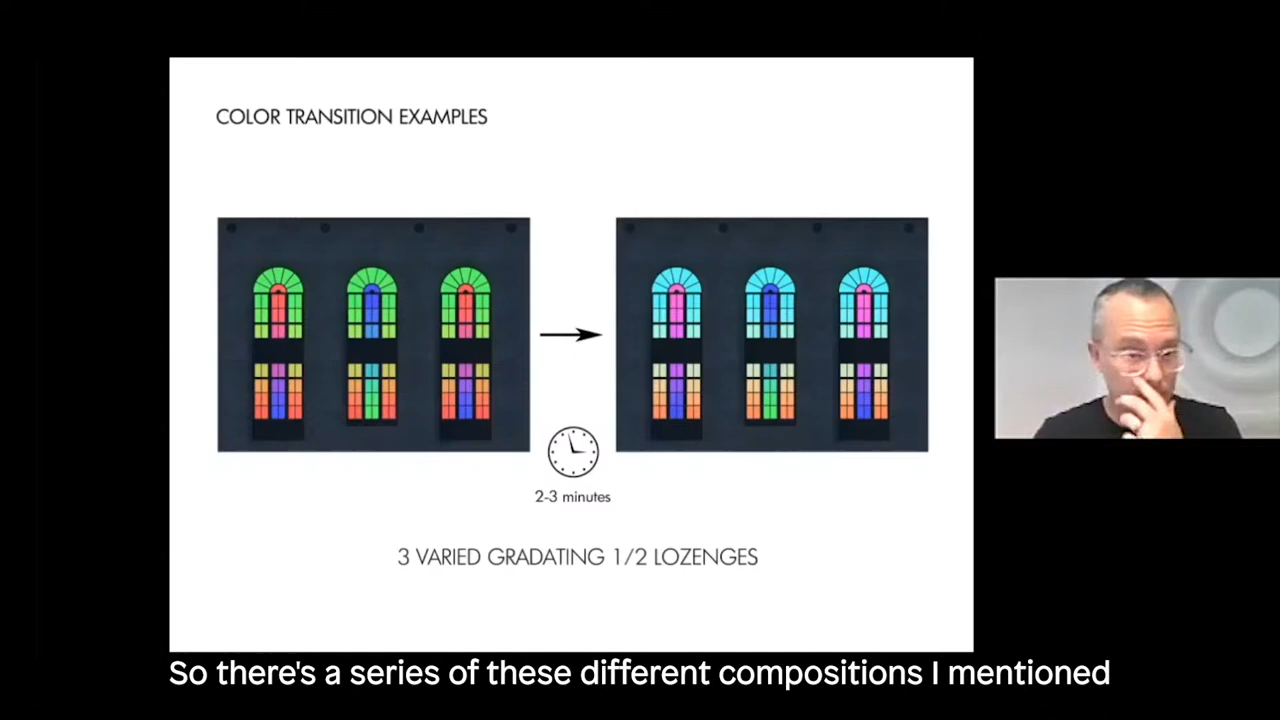 COLOR TRANSITION EXAMPLES
2-3 minutes
3 VARIED GRADATING 1/2 LOZENGES
So there's a series of these different compositions I mentioned